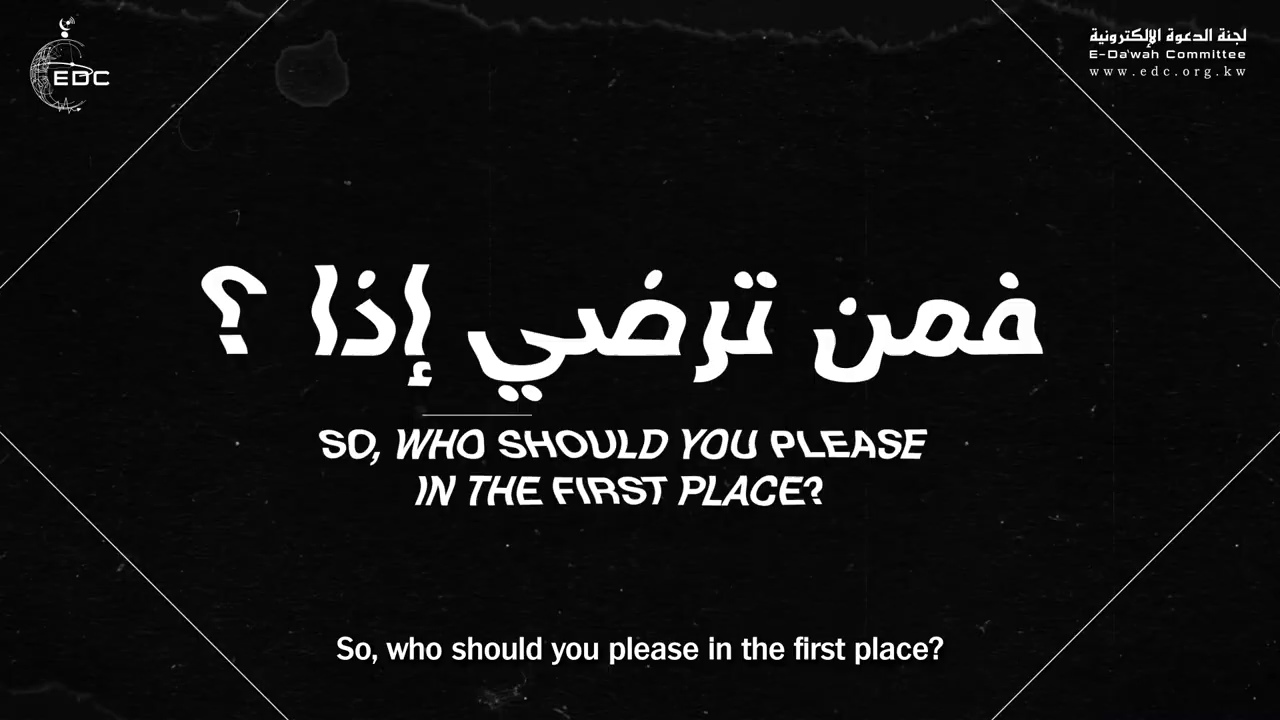 EDC
لجنة الدعوة الإلكترونية
E-Da'wah Committee
www.edc.org.kw
فمن ترضي إذا ؟
SO, WHO SHOULD YOU PLEASE
IN THE FIRST PLACE?
So, who should you please in the first place?